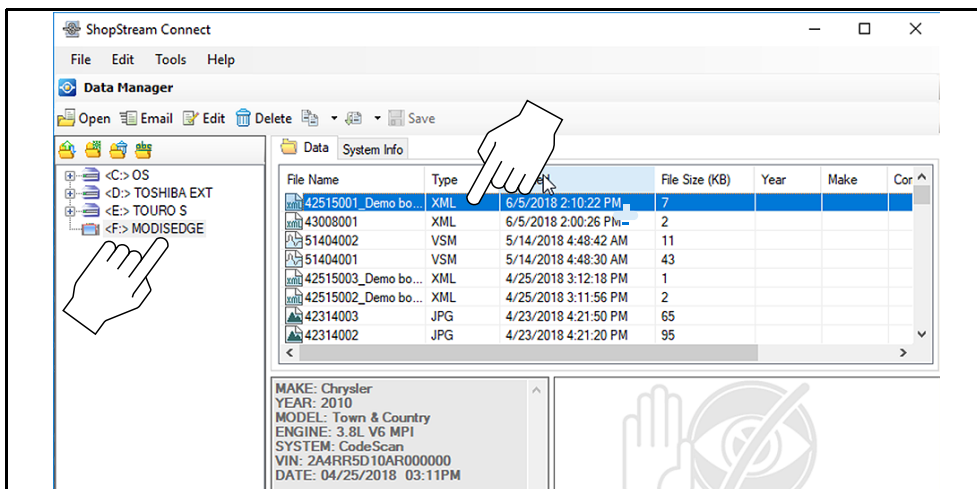 ShopStream Connect
File Edit Tools Help
Data Manager
Open Email Edit Delete Save
abc
Data System Info
<C:> OS
<D:> TOSHIBA EXT
<E:> TOURO S
<F:> MODISEDGE
File Name Type File Size (KB) Year Make Cor
42515001_Demo bo... XML 6/5/2018 2:10:22 PM 7
43008001 XML 6/5/2018 2:00:26 PM 2
51404002 VSM 5/14/2018 4:48:42 AM 11
51404001 VSM 5/14/2018 4:48:30 AM 43
42515003_Demo bo... XML 4/25/2018 3:12:18 PM 1
42515002_Demo bo... XML 4/25/2018 3:11:56 PM 2
42314003 JPG 4/23/2018 4:21:50 PM 65
42314002 JPG 4/23/2018 4:21:20 PM 95
MAKE: Chrysler
YEAR: 2010
MODEL: Town & Country
ENGINE: 3.8L V6 MPI
SYSTEM: CodeScan
VIN: 2A4RR5D10AR000000
DATE: 04/25/2018 03:11PM